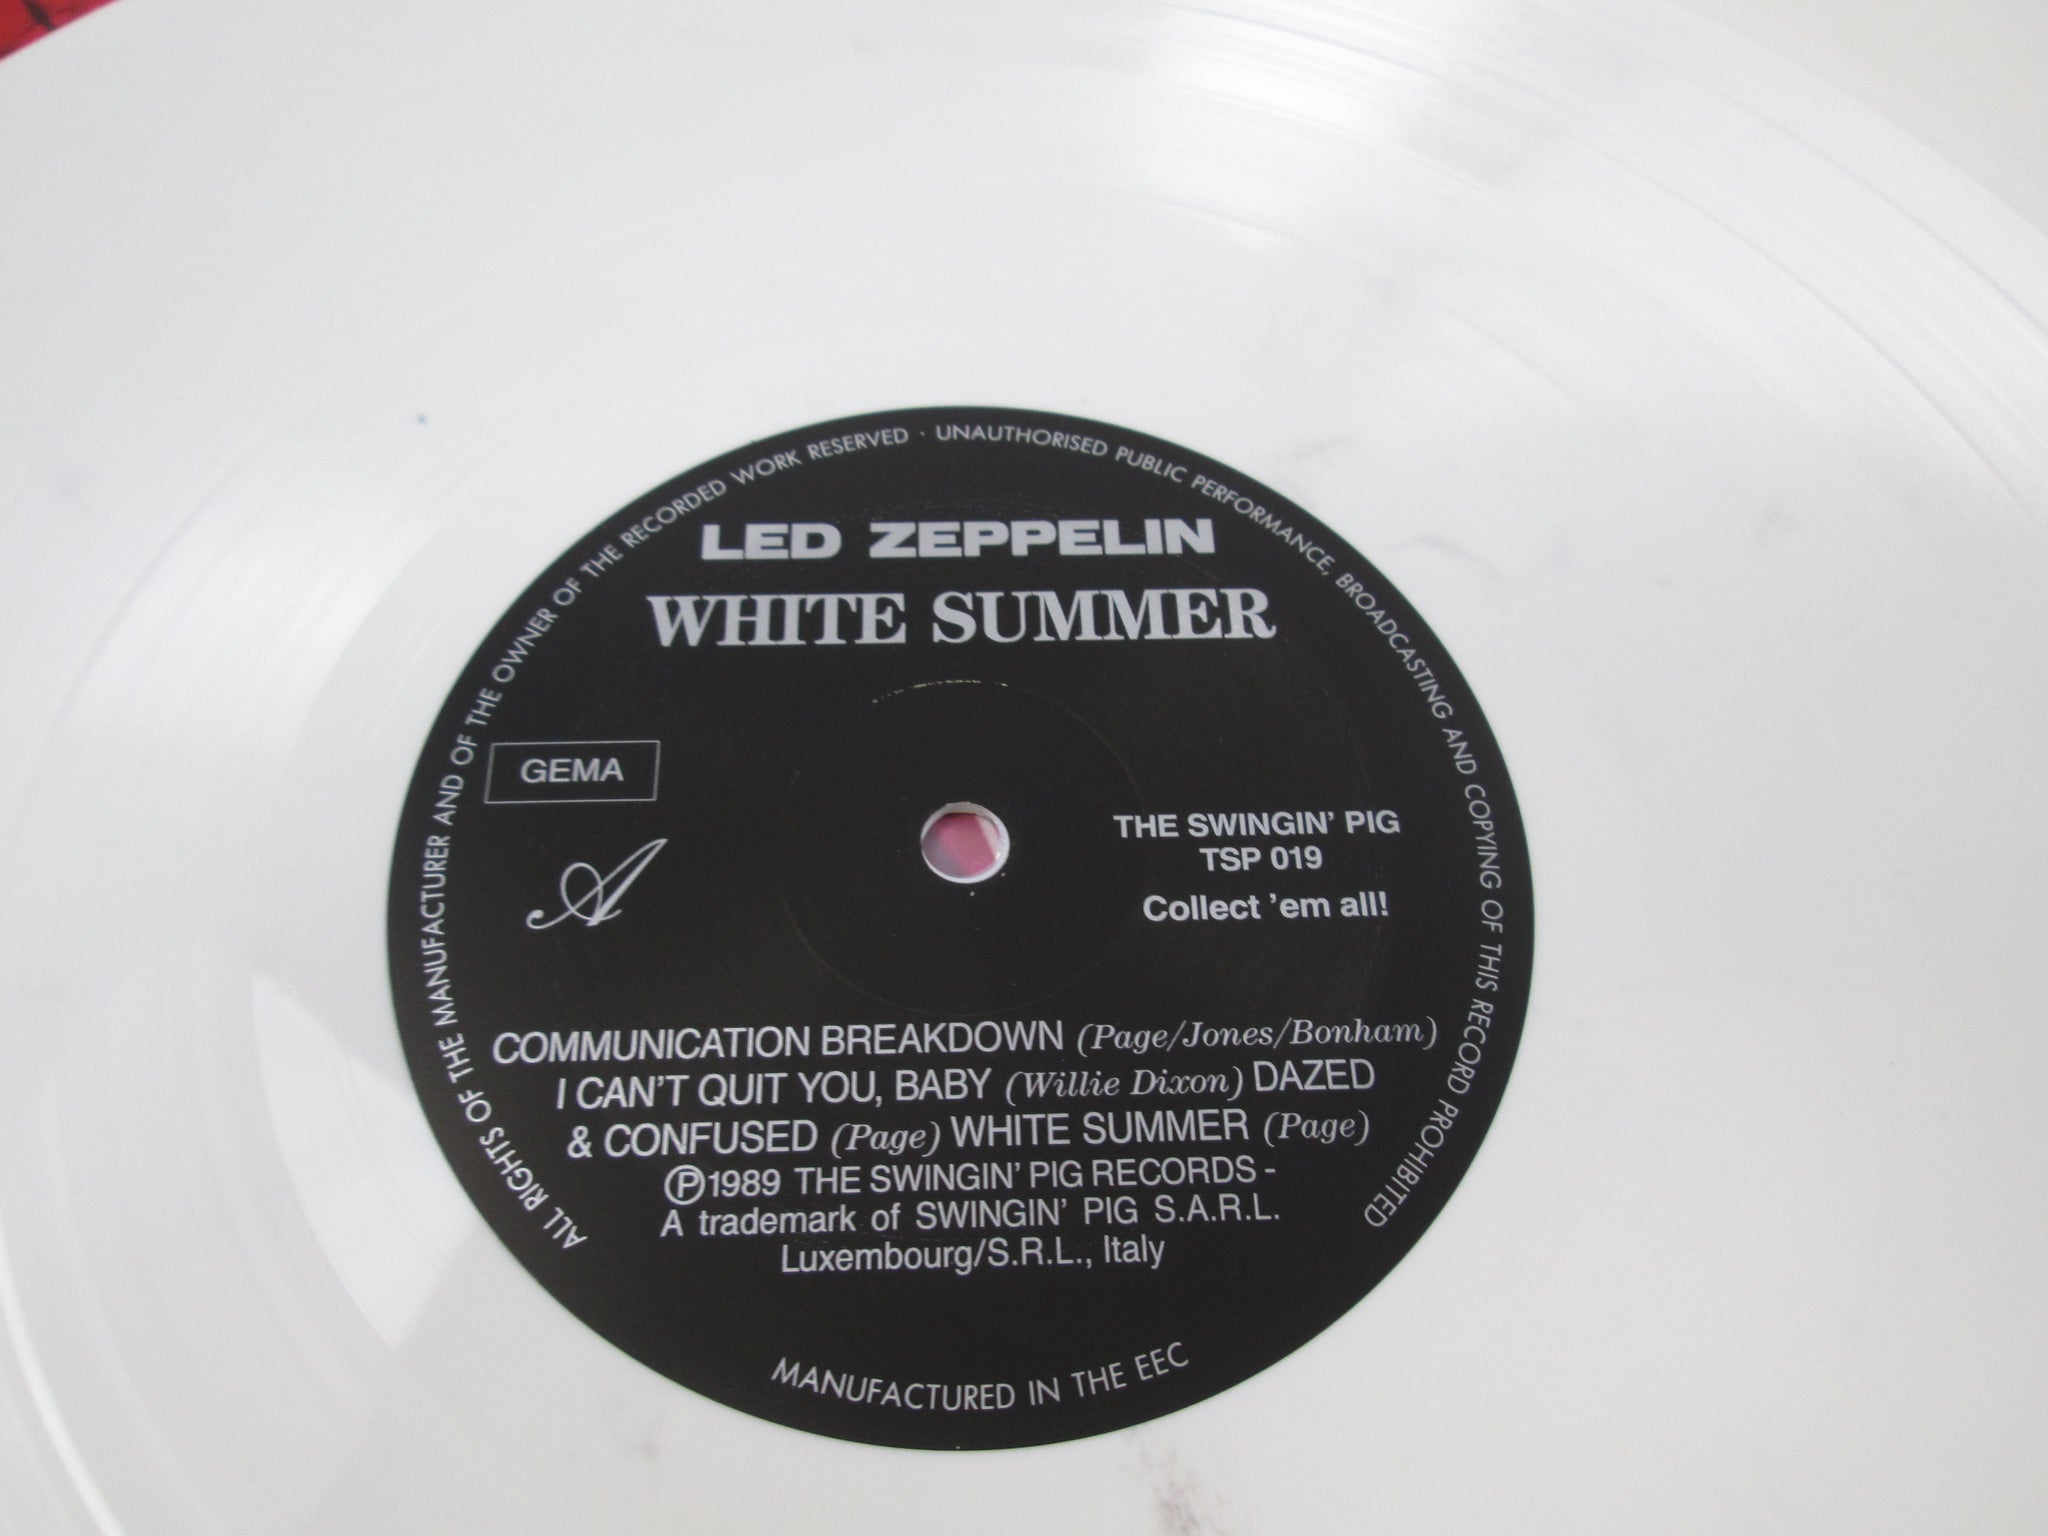 ALL RIGHTS OF THE MANUFACTURER AND OF THE OWNER OF THE RECORDED WORK RESERVED · UNAUTHORISED PUBLIC PERFORMANCE, BROADCASTING AND COPYING OF THIS RECORD PROHIBITED
LED ZEPPELIN
WHITE SUMMER
GEMA
A
THE SWINGIN' PIG
TSP 019
Collect 'em all!
COMMUNICATION BREAKDOWN (Page/Jones/Bonham)
I CAN'T QUIT YOU, BABY (Willie Dixon) DAZED
& CONFUSED (Page) WHITE SUMMER (Page)
℗1989 THE SWINGIN' PIG RECORDS -
A trademark of SWINGIN' PIG S.A.R.L.
Luxembourg/S.R.L., Italy
MANUFACTURED IN THE EEC